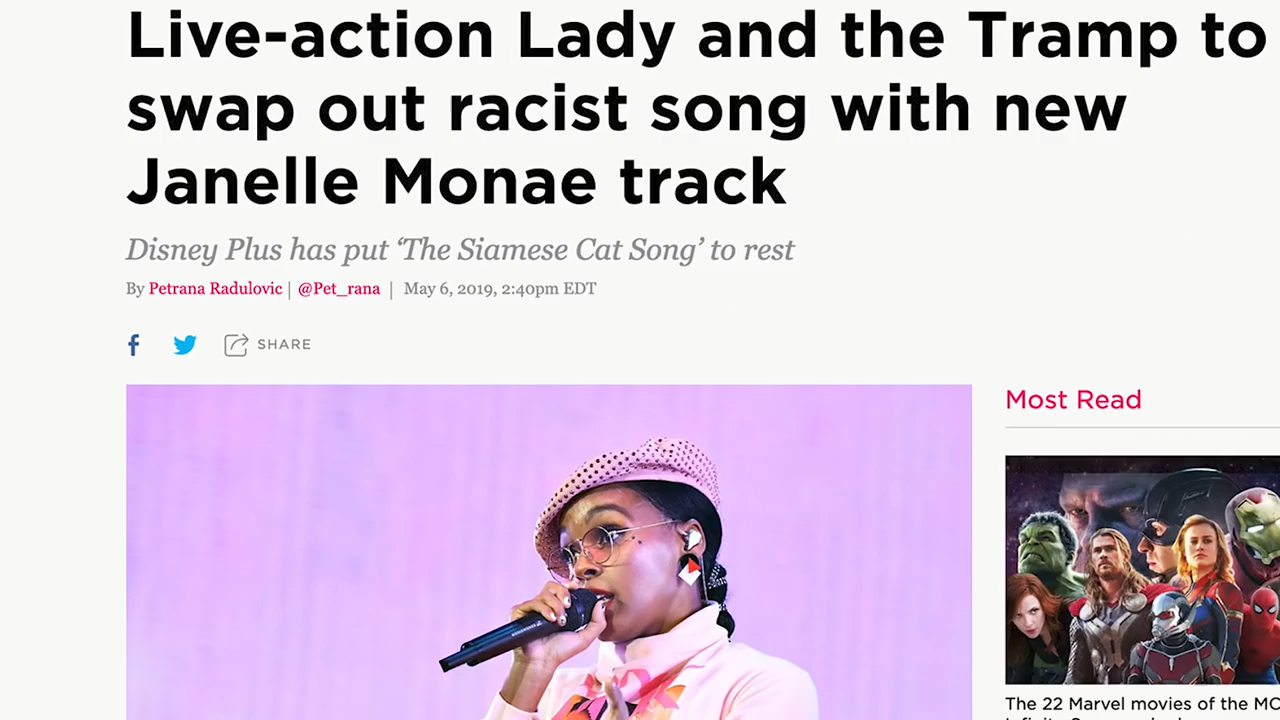 Live-action Lady and the Tramp to
swap out racist song with new
Janelle Monae track
Disney Plus has put ‘The Siamese Cat Song’ to rest
By Petrana Radulovic | @Pet_rana | May 6, 2019, 2:40pm EDT
SHARE
Most Read
The 22 Marvel movies of the MC